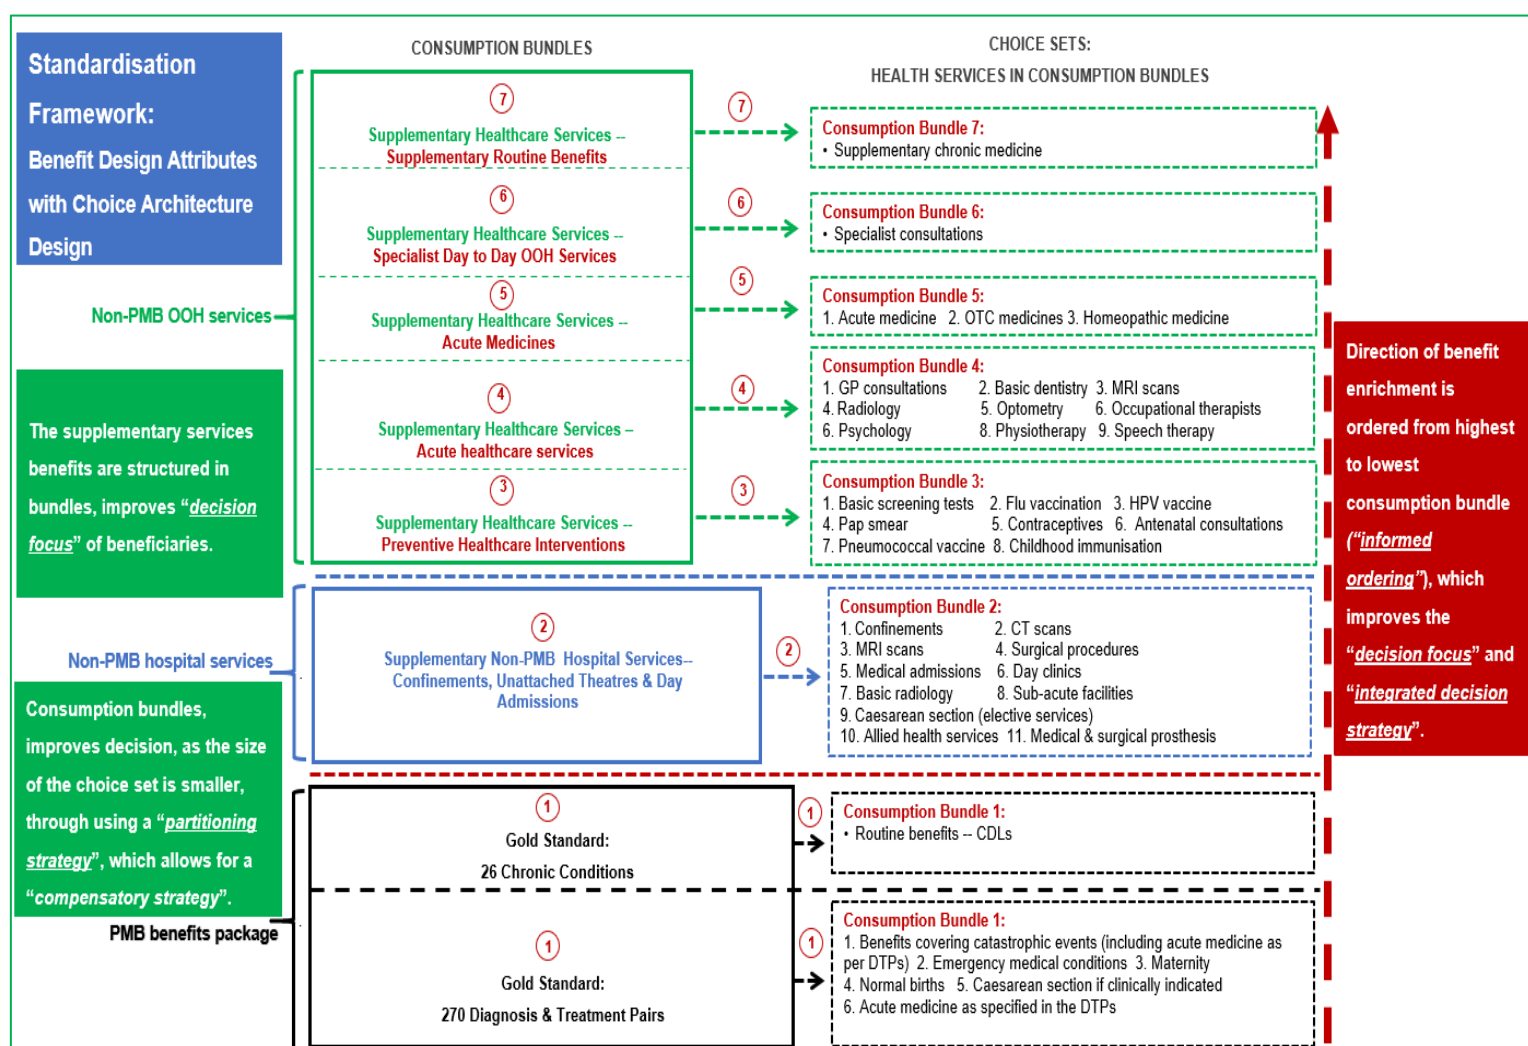 Standardisation
Framework:
Benefit Design Attributes
with Choice Architecture
Design
CONSUMPTION BUNDLES
CHOICE SETS:
HEALTH SERVICES IN CONSUMPTION BUNDLES
Non-PMB OOH services
The supplementary services
benefits are structured in
bundles, improves “decision
focus” of beneficiaries.
Non-PMB hospital services
Consumption bundles,
improves decision, as the size
of the choice set is smaller,
through using a “partitioning
strategy”, which allows for a
“compensatory strategy”.
PMB benefits package
7
Supplementary Healthcare Services --
Supplementary Routine Benefits
7
Consumption Bundle 7:
• Supplementary chronic medicine
6
Supplementary Healthcare Services --
Specialist Day to Day OOH Services
6
Consumption Bundle 6:
• Specialist consultations
5
Supplementary Healthcare Services --
Acute Medicines
5
Consumption Bundle 5:
1. Acute medicine 2. OTC medicines 3. Homeopathic medicine
4
Supplementary Healthcare Services –
Acute healthcare services
4
Consumption Bundle 4:
1. GP consultations 2. Basic dentistry 3. MRI scans
4. Radiology 5. Optometry 6. Occupational therapists
6. Psychology 8. Physiotherapy 9. Speech therapy
3
Supplementary Healthcare Services --
Preventive Healthcare Interventions
3
Consumption Bundle 3:
1. Basic screening tests 2. Flu vaccination 3. HPV vaccine
4. Pap smear 5. Contraceptives 6. Antenatal consultations
7. Pneumococcal vaccine 8. Childhood immunisation
2
Supplementary Non-PMB Hospital Services--
Confinements, Unattached Theatres & Day
Admissions
2
Consumption Bundle 2:
1. Confinements 2. CT scans
3. MRI scans 4. Surgical procedures
5. Medical admissions 6. Day clinics
7. Basic radiology 8. Sub-acute facilities
9. Caesarean section (elective services)
10. Allied health services 11. Medical & surgical prosthesis
1
Gold Standard:
26 Chronic Conditions
1
Consumption Bundle 1:
• Routine benefits -- CDLs
1
Gold Standard:
270 Diagnosis & Treatment Pairs
1
Consumption Bundle 1:
1. Benefits covering catastrophic events (including acute medicine as
per DTPs) 2. Emergency medical conditions 3. Maternity
4. Normal births 5. Caesarean section if clinically indicated
6. Acute medicine as specified in the DTPs
Direction of benefit
enrichment is
ordered from highest
to lowest
consumption bundle
(“informed
ordering”), which
improves the
“decision focus” and
“integrated decision
strategy”.